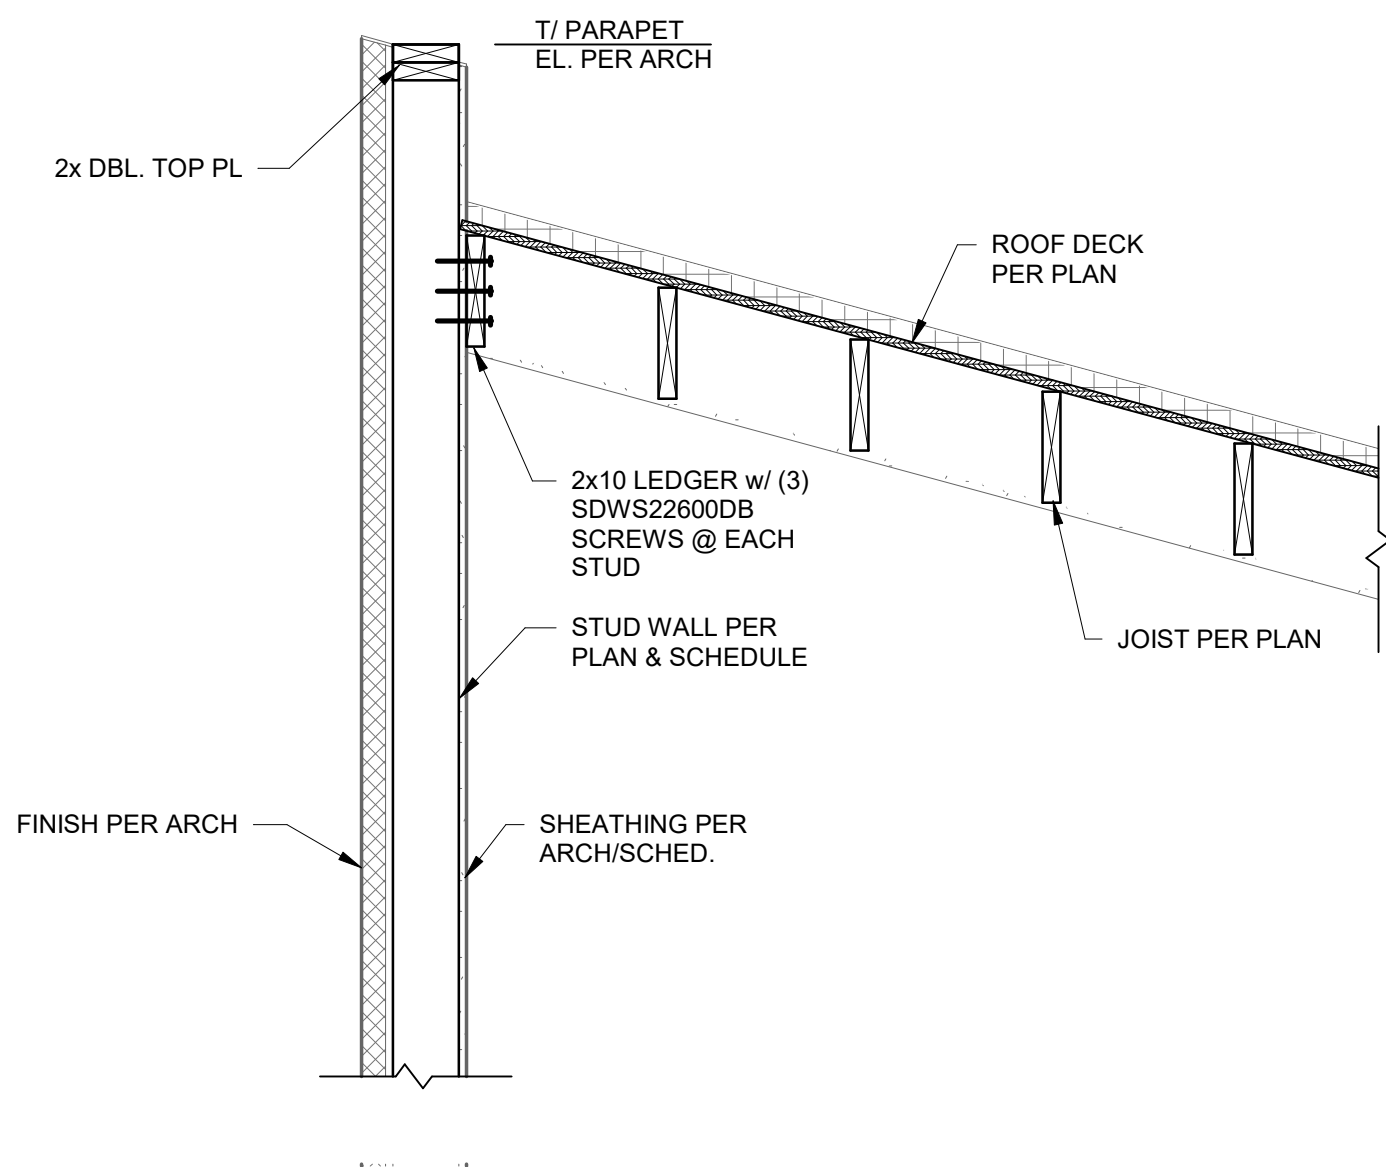 T/ PARAPET
EL. PER ARCH
2x DBL. TOP PL
ROOF DECK
PER PLAN
2x10 LEDGER w/ (3)
SDWS22600DB
SCREWS @ EACH
STUD
STUD WALL PER
PLAN & SCHEDULE
JOIST PER PLAN
FINISH PER ARCH
SHEATHING PER
ARCH/SCHED.